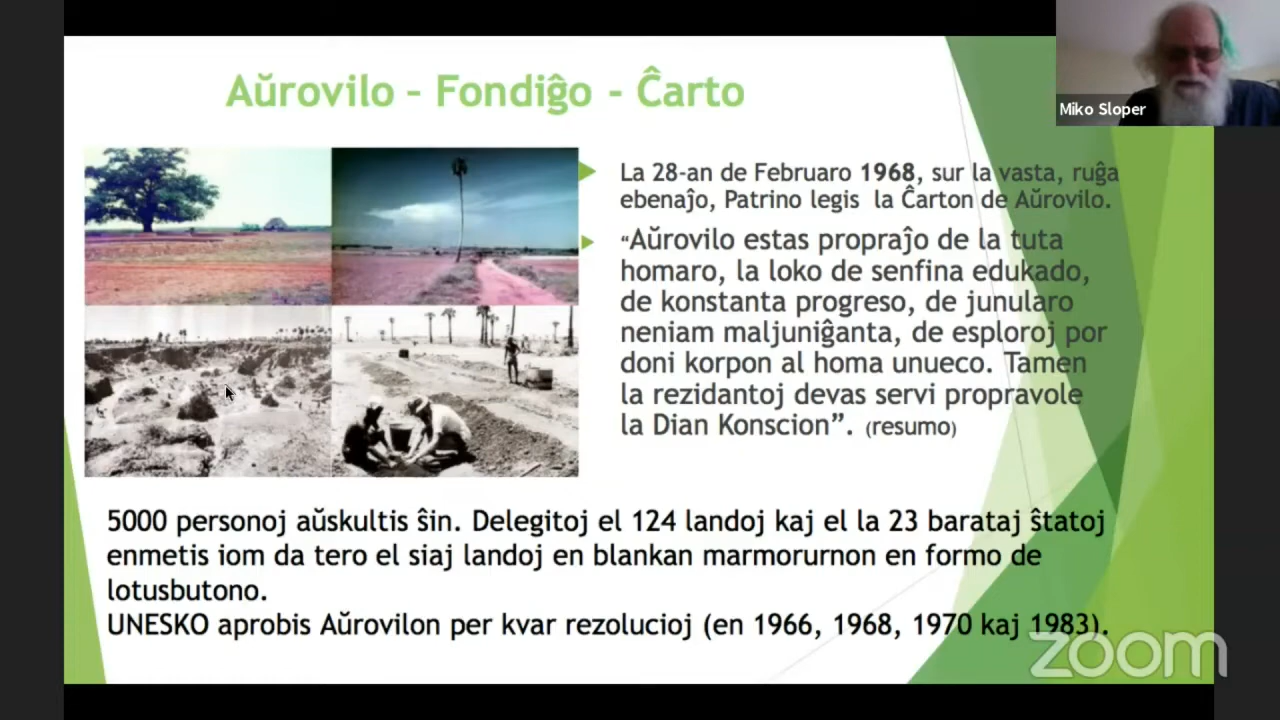 Aŭrovilo - Fondiĝo - Ĉarto
Miko Sloper
La 28-an de Februaro 1968, sur la vasta, ruĝa
ebenaĵo, Patrino legis la Ĉarton de Aŭrovilo.
"Aŭrovilo estas propraĵo de la tuta
homaro, la loko de senfina edukado,
de konstanta progreso, de junularo
neniam maljuniĝanta, de esploroj por
doni korpon al homa unueco. Tamen
la rezidantoj devas servi propravole
la Dian Konscion”. (resumo)
5000 personoj aŭskultis ŝin. Delegitoj el 124 landoj kaj el la 23 barataj ŝtatoj
enmetis iom da tero el siaj landoj en blankan marmorurnon en formo de
lotusbutono.
UNESKO aprobis Aŭrovilon per kvar rezolucioj (en 1966, 1968, 1970 kaj 1983).
zoom